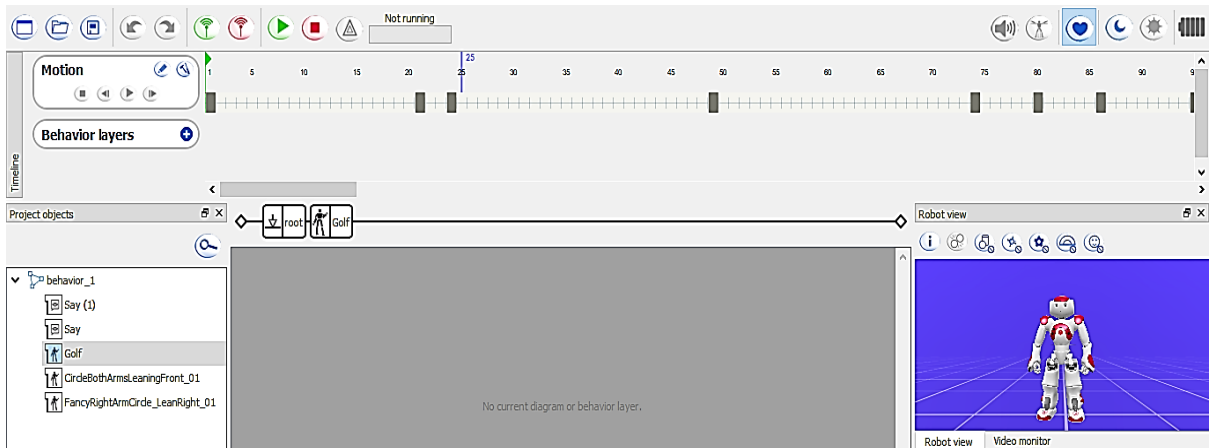 Not running
25
Motion
1 5 10 15 20 25 30 35 40 45 50 55 60 65 70 75 80 85 90 9
Behavior layers
Timeline
Project objects
root
Golf
Robot view
behavior_1
Say (1)
Say
Golf
CircleBothArmsLeaningFront_01
FancyRightArmCircle_LeanRight_01
No current diagram or behavior layer.
Robot view
Video monitor